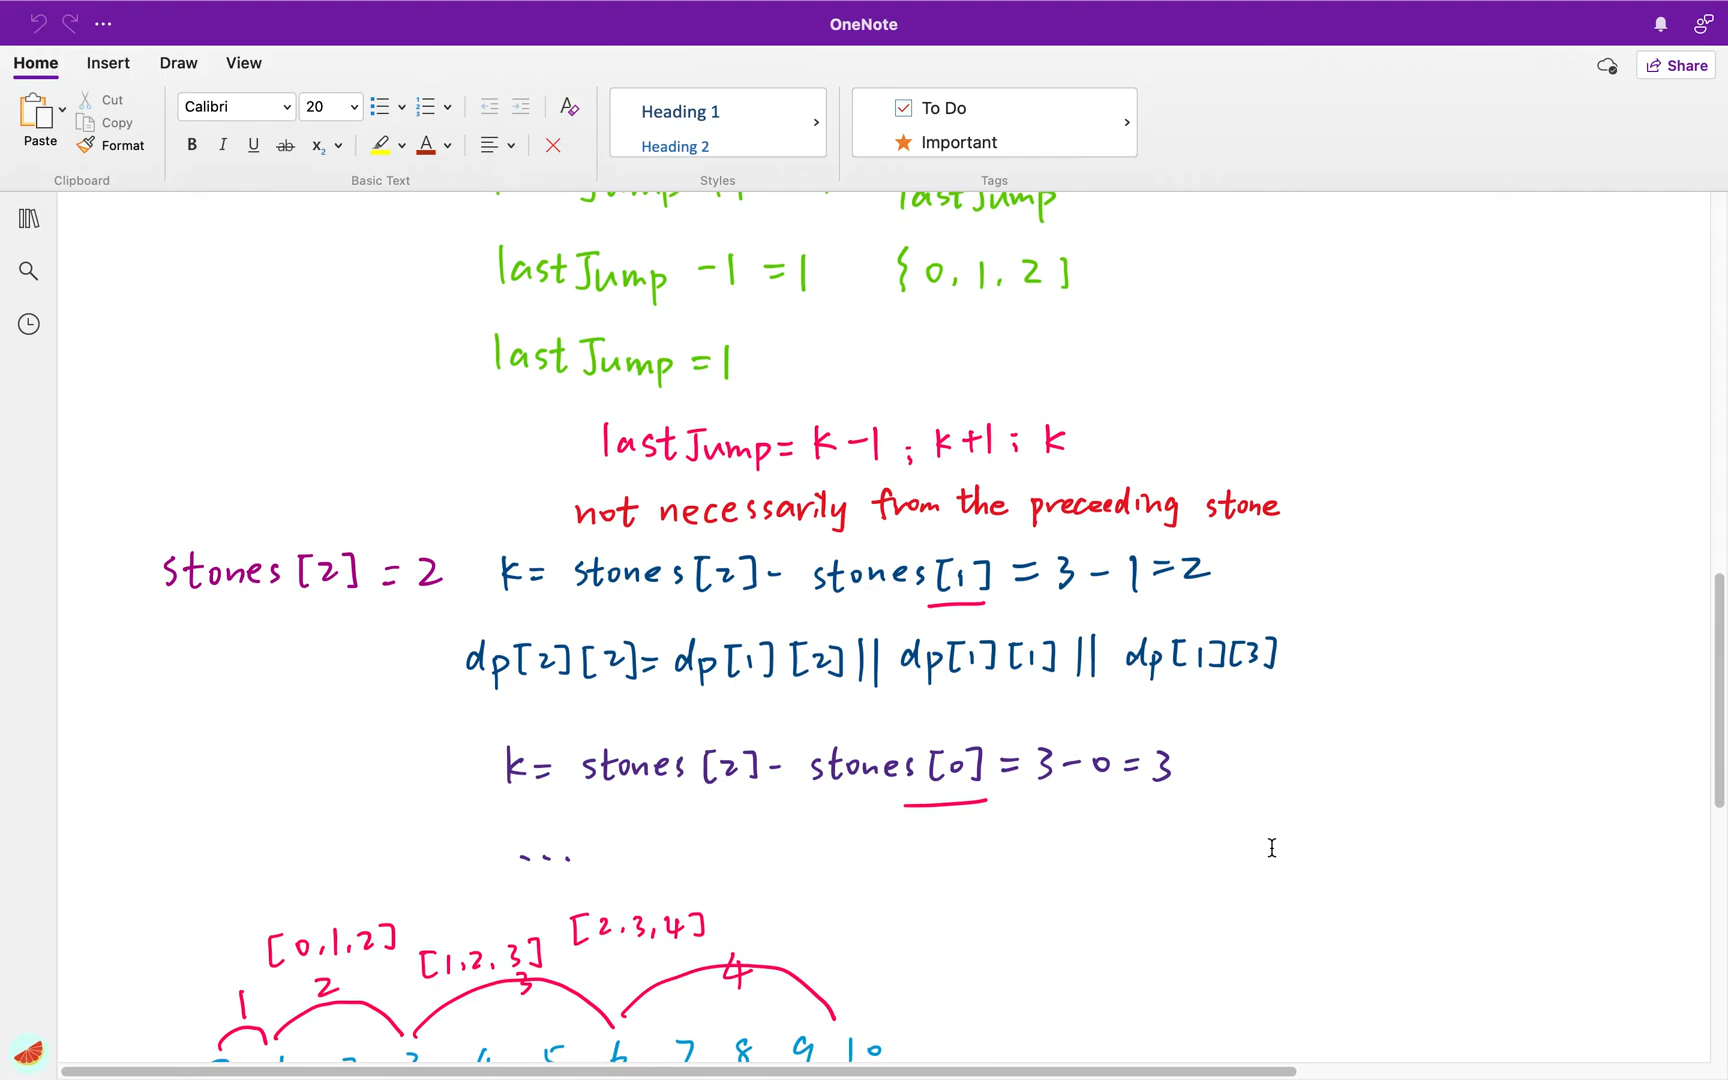 OneNote
Home Insert Draw View Share
Paste Cut Copy Format
Calibri 20 Heading 1 Heading 2 To Do Important
B I U ab x₂ A
Clipboard Basic Text Styles Tags
lastJump
lastJump -1 =1 { 0, 1, 2 ]
lastJump =1
lastJump= k-1 ; k+1 ; k
not necessarily from the preceeding stone
stones[2] = 2 k= stones[2]- stones[1] = 3 - 1 =2
dp[2][2]= dp[1][2]|| dp[1][1] || dp[1][3]
k= stones[2]- stones[0] = 3-0 = 3
...
[0,1,2] [1,2,3] [2,3,4]
1 2 3 4
6 7 8 9 10